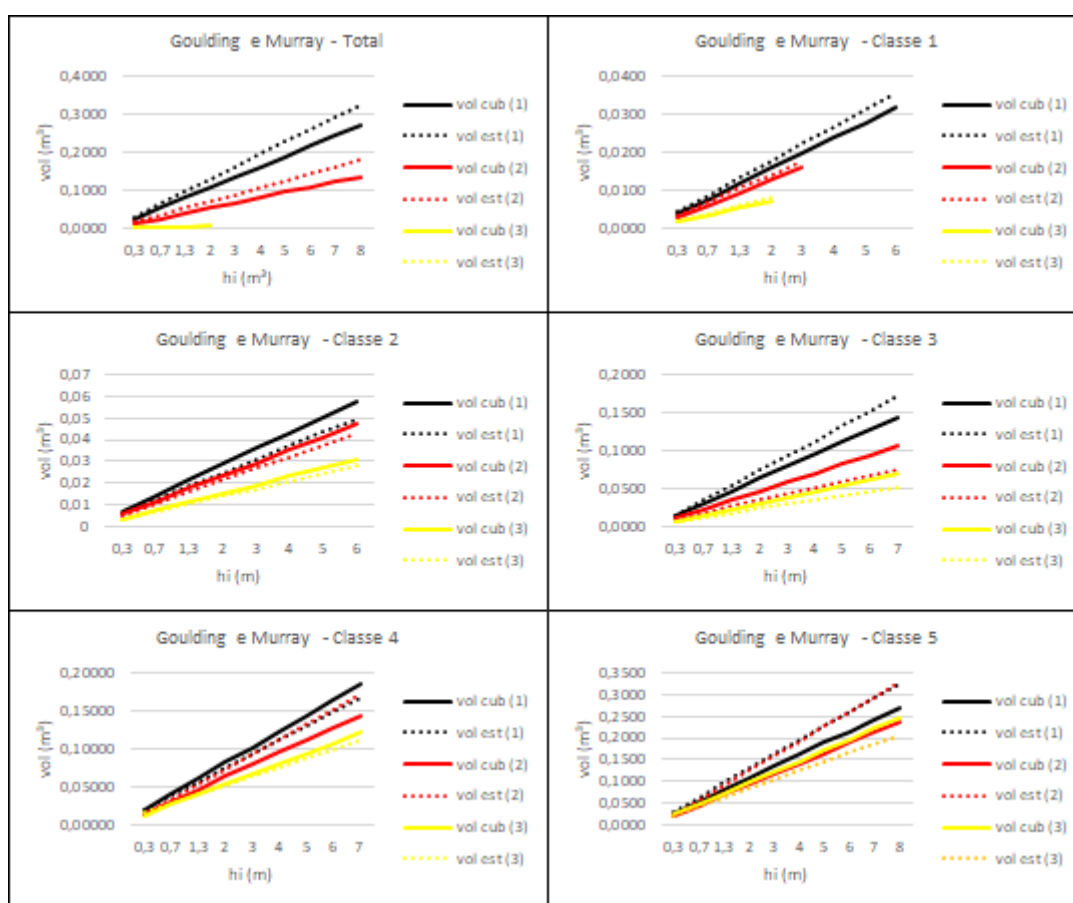 Goulding e Murray - Total
0,4000
0,3000
0,2000
0,1000
0,0000
vol (m³)
0,3 0,7 1,3 2 3 4 5 6 7 8
hi (m³)
vol cub (1)
vol est (1)
vol cub (2)
vol est (2)
vol cub (3)
vol est (3)
Goulding e Murray - Classe 1
0,0400
0,0300
0,0200
0,0100
0,0000
vol (m³)
0,3 0,7 1,3 2 3 4 5 6
hi (m)
vol cub (1)
vol est (1)
vol cub (2)
vol est (2)
vol cub (3)
vol est (3)
Goulding e Murray - Classe 2
0,07
0,06
0,05
0,04
0,03
0,02
0,01
0
vol (m³)
0,3 0,7 1,3 2 3 4 5 6
hi (m)
vol cub (1)
vol est (1)
vol cub (2)
vol est (2)
vol cub (3)
vol est (3)
Goulding e Murray - Classe 3
0,2000
0,1500
0,1000
0,0500
0,0000
vol (m³)
0,3 0,7 1,3 2 3 4 5 6 7
hi (m)
vol cub (1)
vol est (1)
vol cub (2)
vol est (2)
vol cub (3)
vol est (3)
Goulding e Murray - Classe 4
0,20000
0,15000
0,10000
0,05000
0,00000
vol (m³)
0,3 0,7 1,3 2 3 4 5 6 7
hi (m)
vol cub (1)
vol est (1)
vol cub (2)
vol est (2)
vol cub (3)
vol est (3)
Goulding e Murray - Classe 5
0,3500
0,3000
0,2500
0,2000
0,1500
0,1000
0,0500
0,0000
vol (m³)
0,3 0,7 1,3 2 3 4 5 6 7 8
hi (m)
vol cub (1)
vol est (1)
vol cub (2)
vol est (2)
vol cub (3)
vol est (3)